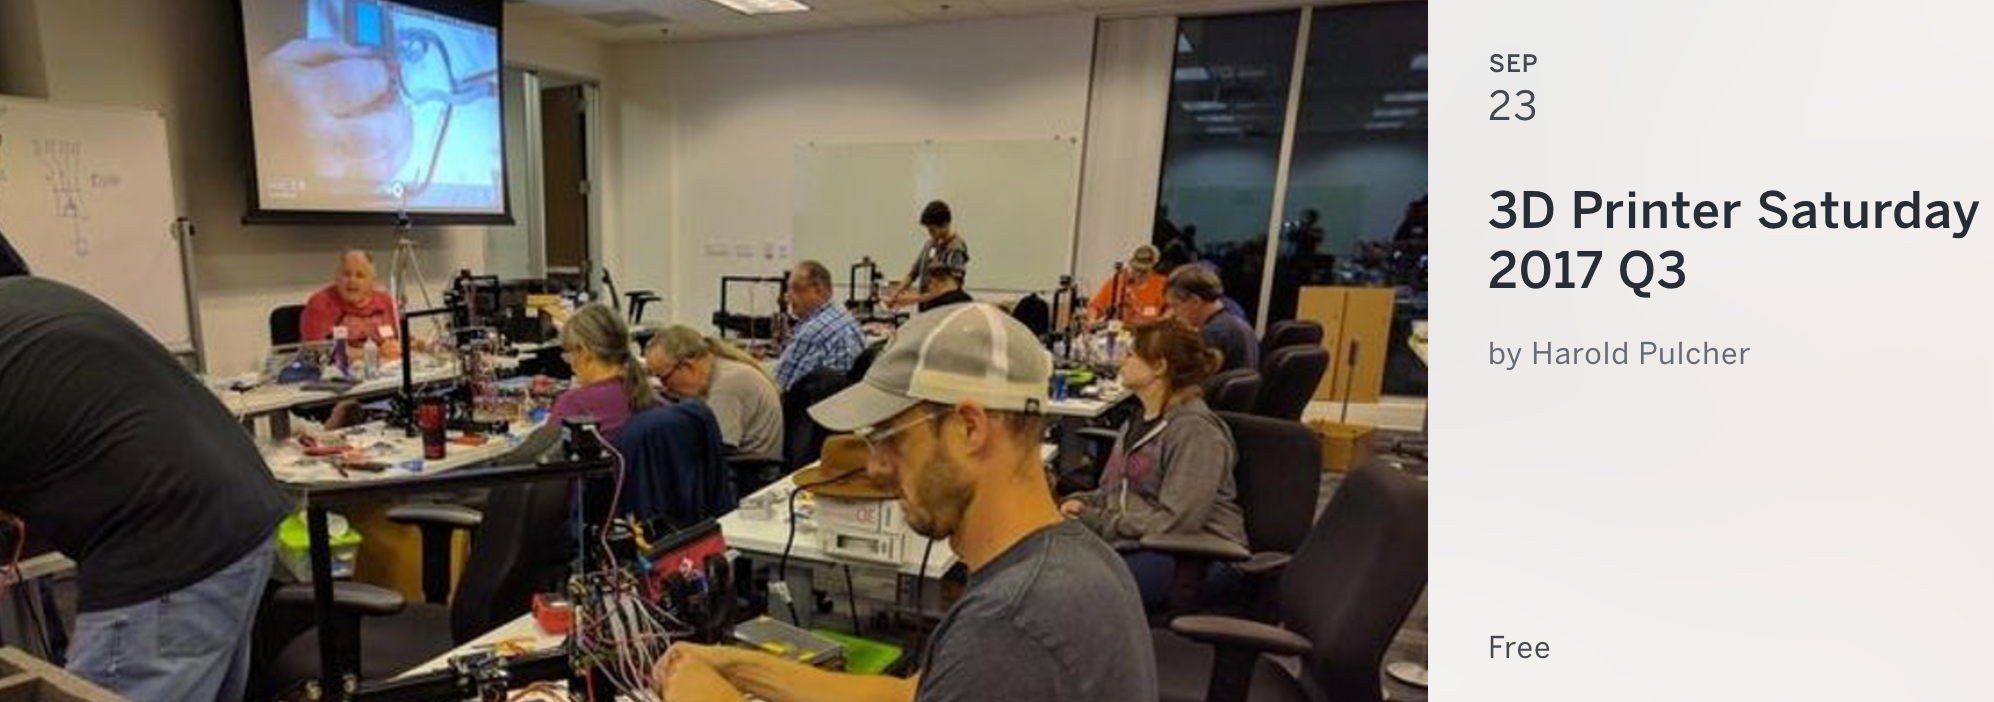 SEP
23
3D Printer Saturday
2017 Q3
by Harold Pulcher
Free